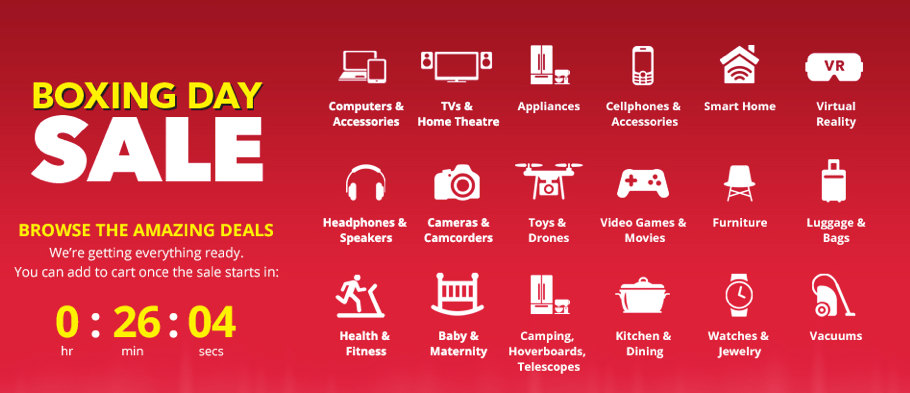 BOXING DAY
SALE
BROWSE THE AMAZING DEALS
We're getting everything ready.
You can add to cart once the sale starts in:
0 : 26 : 04
hr min secs
VR
Computers &
Accessories
TVs &
Home Theatre
Appliances
Cellphones &
Accessories
Smart Home
Virtual
Reality
Headphones &
Speakers
Cameras &
Camcorders
Toys &
Drones
Video Games &
Movies
Furniture
Luggage &
Bags
Health &
Fitness
Baby &
Maternity
Camping,
Hoverboards,
Telescopes
Kitchen &
Dining
Watches &
Jewelry
Vacuums